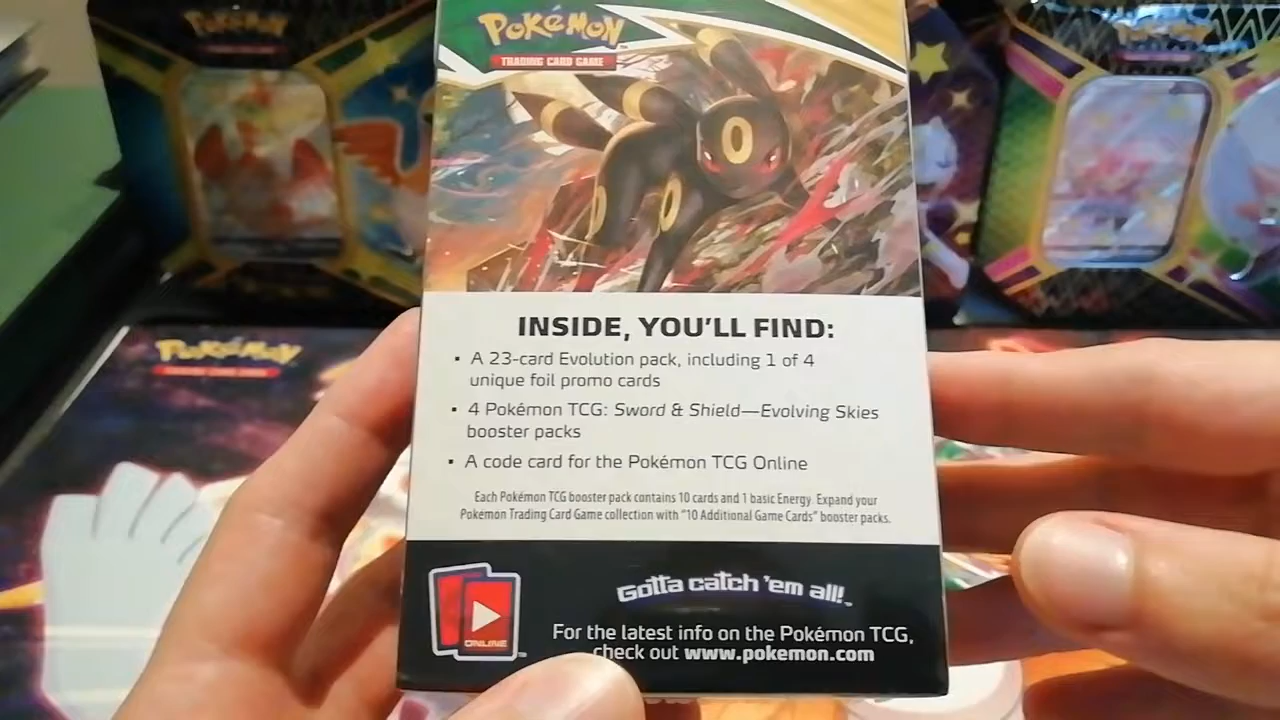 Pokémon
TRADING CARD GAME
Pokémon
Pokémon
INSIDE, YOU'LL FIND:
▪ A 23-card Evolution pack, including 1 of 4
unique foil promo cards
▪ 4 Pokémon TCG: Sword & Shield—Evolving Skies
booster packs
▪ A code card for the Pokémon TCG Online
Each Pokémon TCG booster pack contains 10 cards and 1 basic Energy. Expand your
Pokémon Trading Card Game collection with "10 Additional Game Cards" booster packs.
Gotta catch 'em all!™
ONLINE
For the latest info on the Pokémon TCG,
check out www.pokemon.com